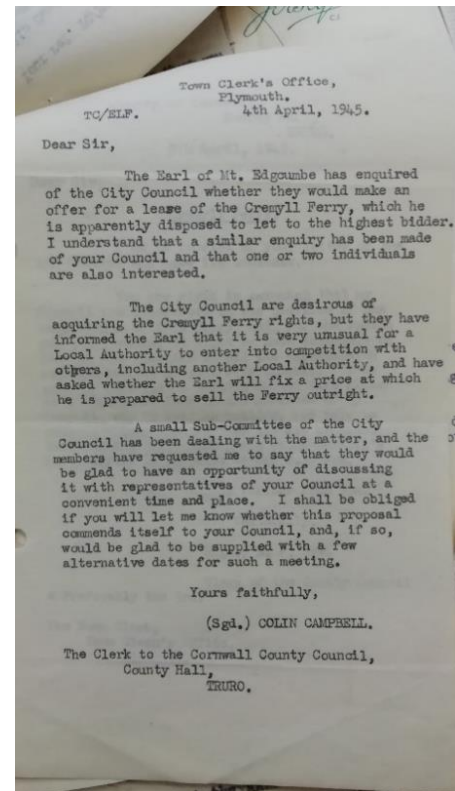 Town Clerk's Office,
Plymouth.
TC/ELF. 4th April, 1945.
Dear Sir,
The Earl of Mt. Edgcumbe has enquired
of the City Council whether they would make an
offer for a lease of the Cremyll Ferry, which he
is apparently disposed to let to the highest bidder.
I understand that a similar enquiry has been made
of your Council and that one or two individuals
are also interested.
The City Council are desirous of
acquiring the Cremyll Ferry rights, but they have
informed the Earl that it is very unusual for a
Local Authority to enter into competition with
others, including another Local Authority, and have
asked whether the Earl will fix a price at which
he is prepared to sell the Ferry outright.
A small Sub-Committee of the City
Council has been dealing with the matter, and the
members have requested me to say that they would
be glad to have an opportunity of discussing
it with representatives of your Council at a
convenient time and place. I shall be obliged
if you will let me know whether this proposal
commends itself to your Council, and, if so,
would be glad to be supplied with a few
alternative dates for such a meeting.
Yours faithfully,
(Sgd.) COLIN CAMPBELL.
The Clerk to the Cornwall County Council,
County Hall,
TRURO.